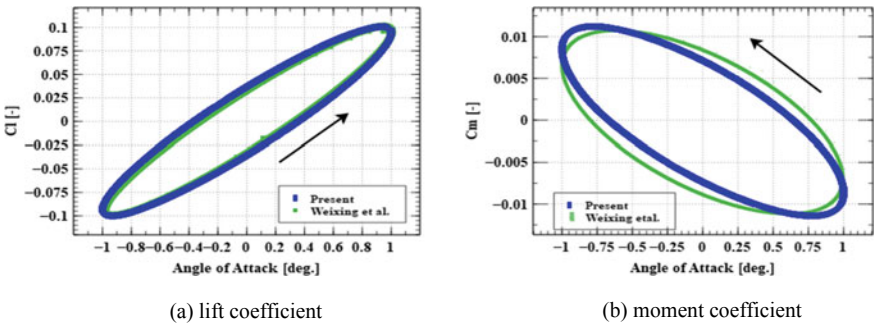 0.1
0.075
0.05
0.025
0
−0.025
−0.05
−0.075
−0.1
Cl [-]
−1 −0.8 −0.6 −0.4 −0.2 0 0.2 0.4 0.6 0.8 1
Angle of Attack [deg.]
Present
Weixing et al.
(a) lift coefficient
0.01
0.005
0
−0.005
−0.01
Cm [-]
−1 −0.75 −0.5 −0.25 0 0.25 0.5 0.75 1
Angle of Attack [deg.]
Present
Weixing etal.
(b) moment coefficient